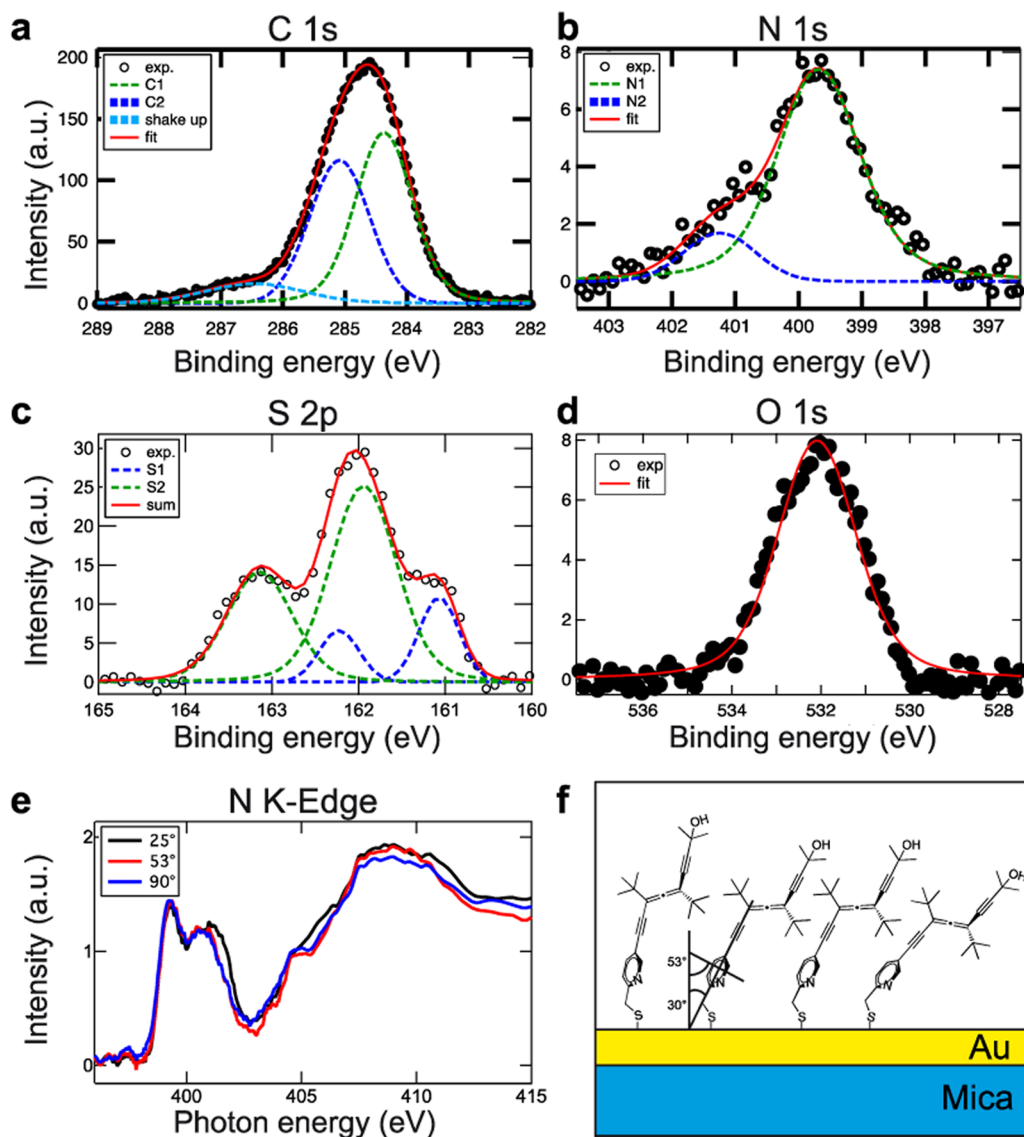 a
C 1s
Intensity (a.u.)
200
150
100
50
0
exp.
C1
C2
shake up
fit
289 288 287 286 285 284 283 282
Binding energy (eV)
b
N 1s
Intensity (a.u.)
8
6
4
2
0
exp.
N1
N2
fit
403 402 401 400 399 398 397
Binding energy (eV)
c
S 2p
Intensity (a.u.)
30
25
20
15
10
5
0
exp.
S1
S2
sum
165 164 163 162 161 160
Binding energy (eV)
d
O 1s
Intensity (a.u.)
8
6
4
2
0
exp
fit
536 534 532 530 528
Binding energy (eV)
e
N K-Edge
Intensity (a.u.)
2
1
0
25°
53°
90°
400 405 410 415
Photon energy (eV)
f
OH
OH
OH
OH
53°
30°
N
N
N
N
S
S
S
S
Au
Mica